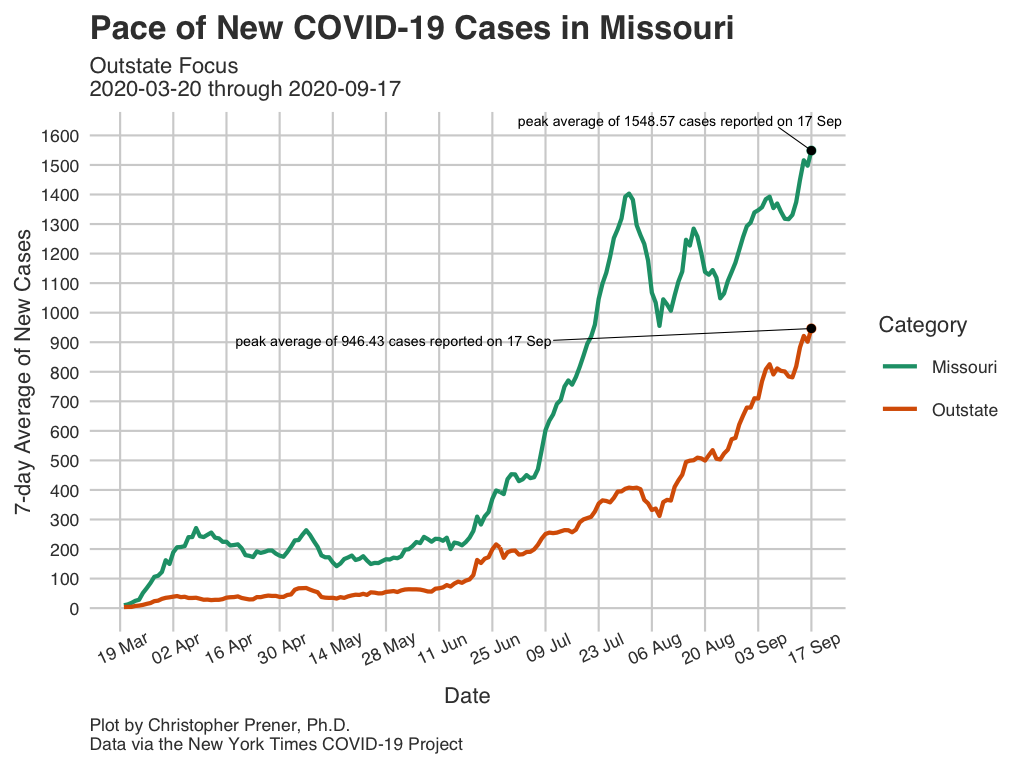 Pace of New COVID-19 Cases in Missouri
Outstate Focus
2020-03-20 through 2020-09-17
peak average of 1548.57 cases reported on 17 Sep
1600
1500
1400
1300
1200
1100
1000
900
800
700
600
500
400
300
200
100
0
7-day Average of New Cases
peak average of 946.43 cases reported on 17 Sep
Category
Missouri
Outstate
19 Mar
02 Apr
16 Apr
30 Apr
14 May
28 May
11 Jun
25 Jun
09 Jul
23 Jul
06 Aug
20 Aug
03 Sep
17 Sep
Date
Plot by Christopher Prener, Ph.D.
Data via the New York Times COVID-19 Project